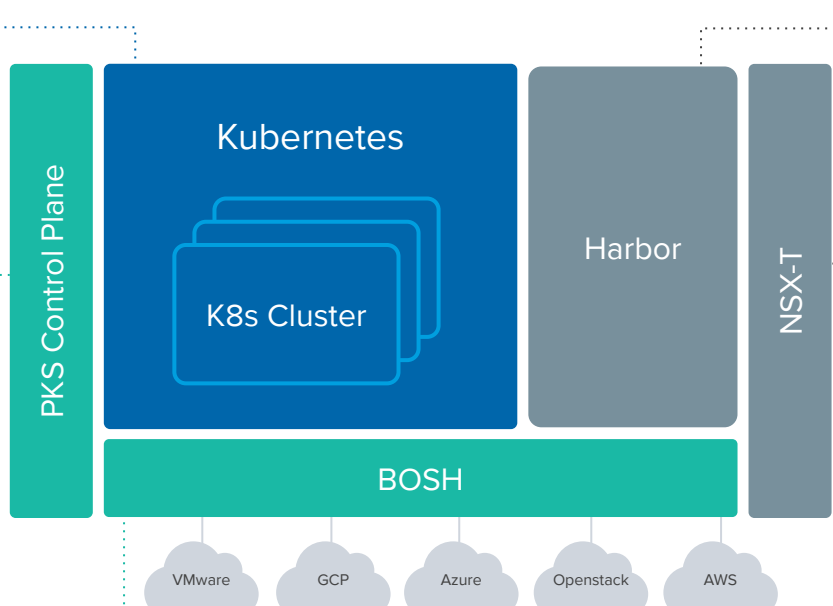 PKS Control Plane
Kubernetes
K8s Cluster
Harbor
NSX-T
BOSH
VMware
GCP
Azure
Openstack
AWS